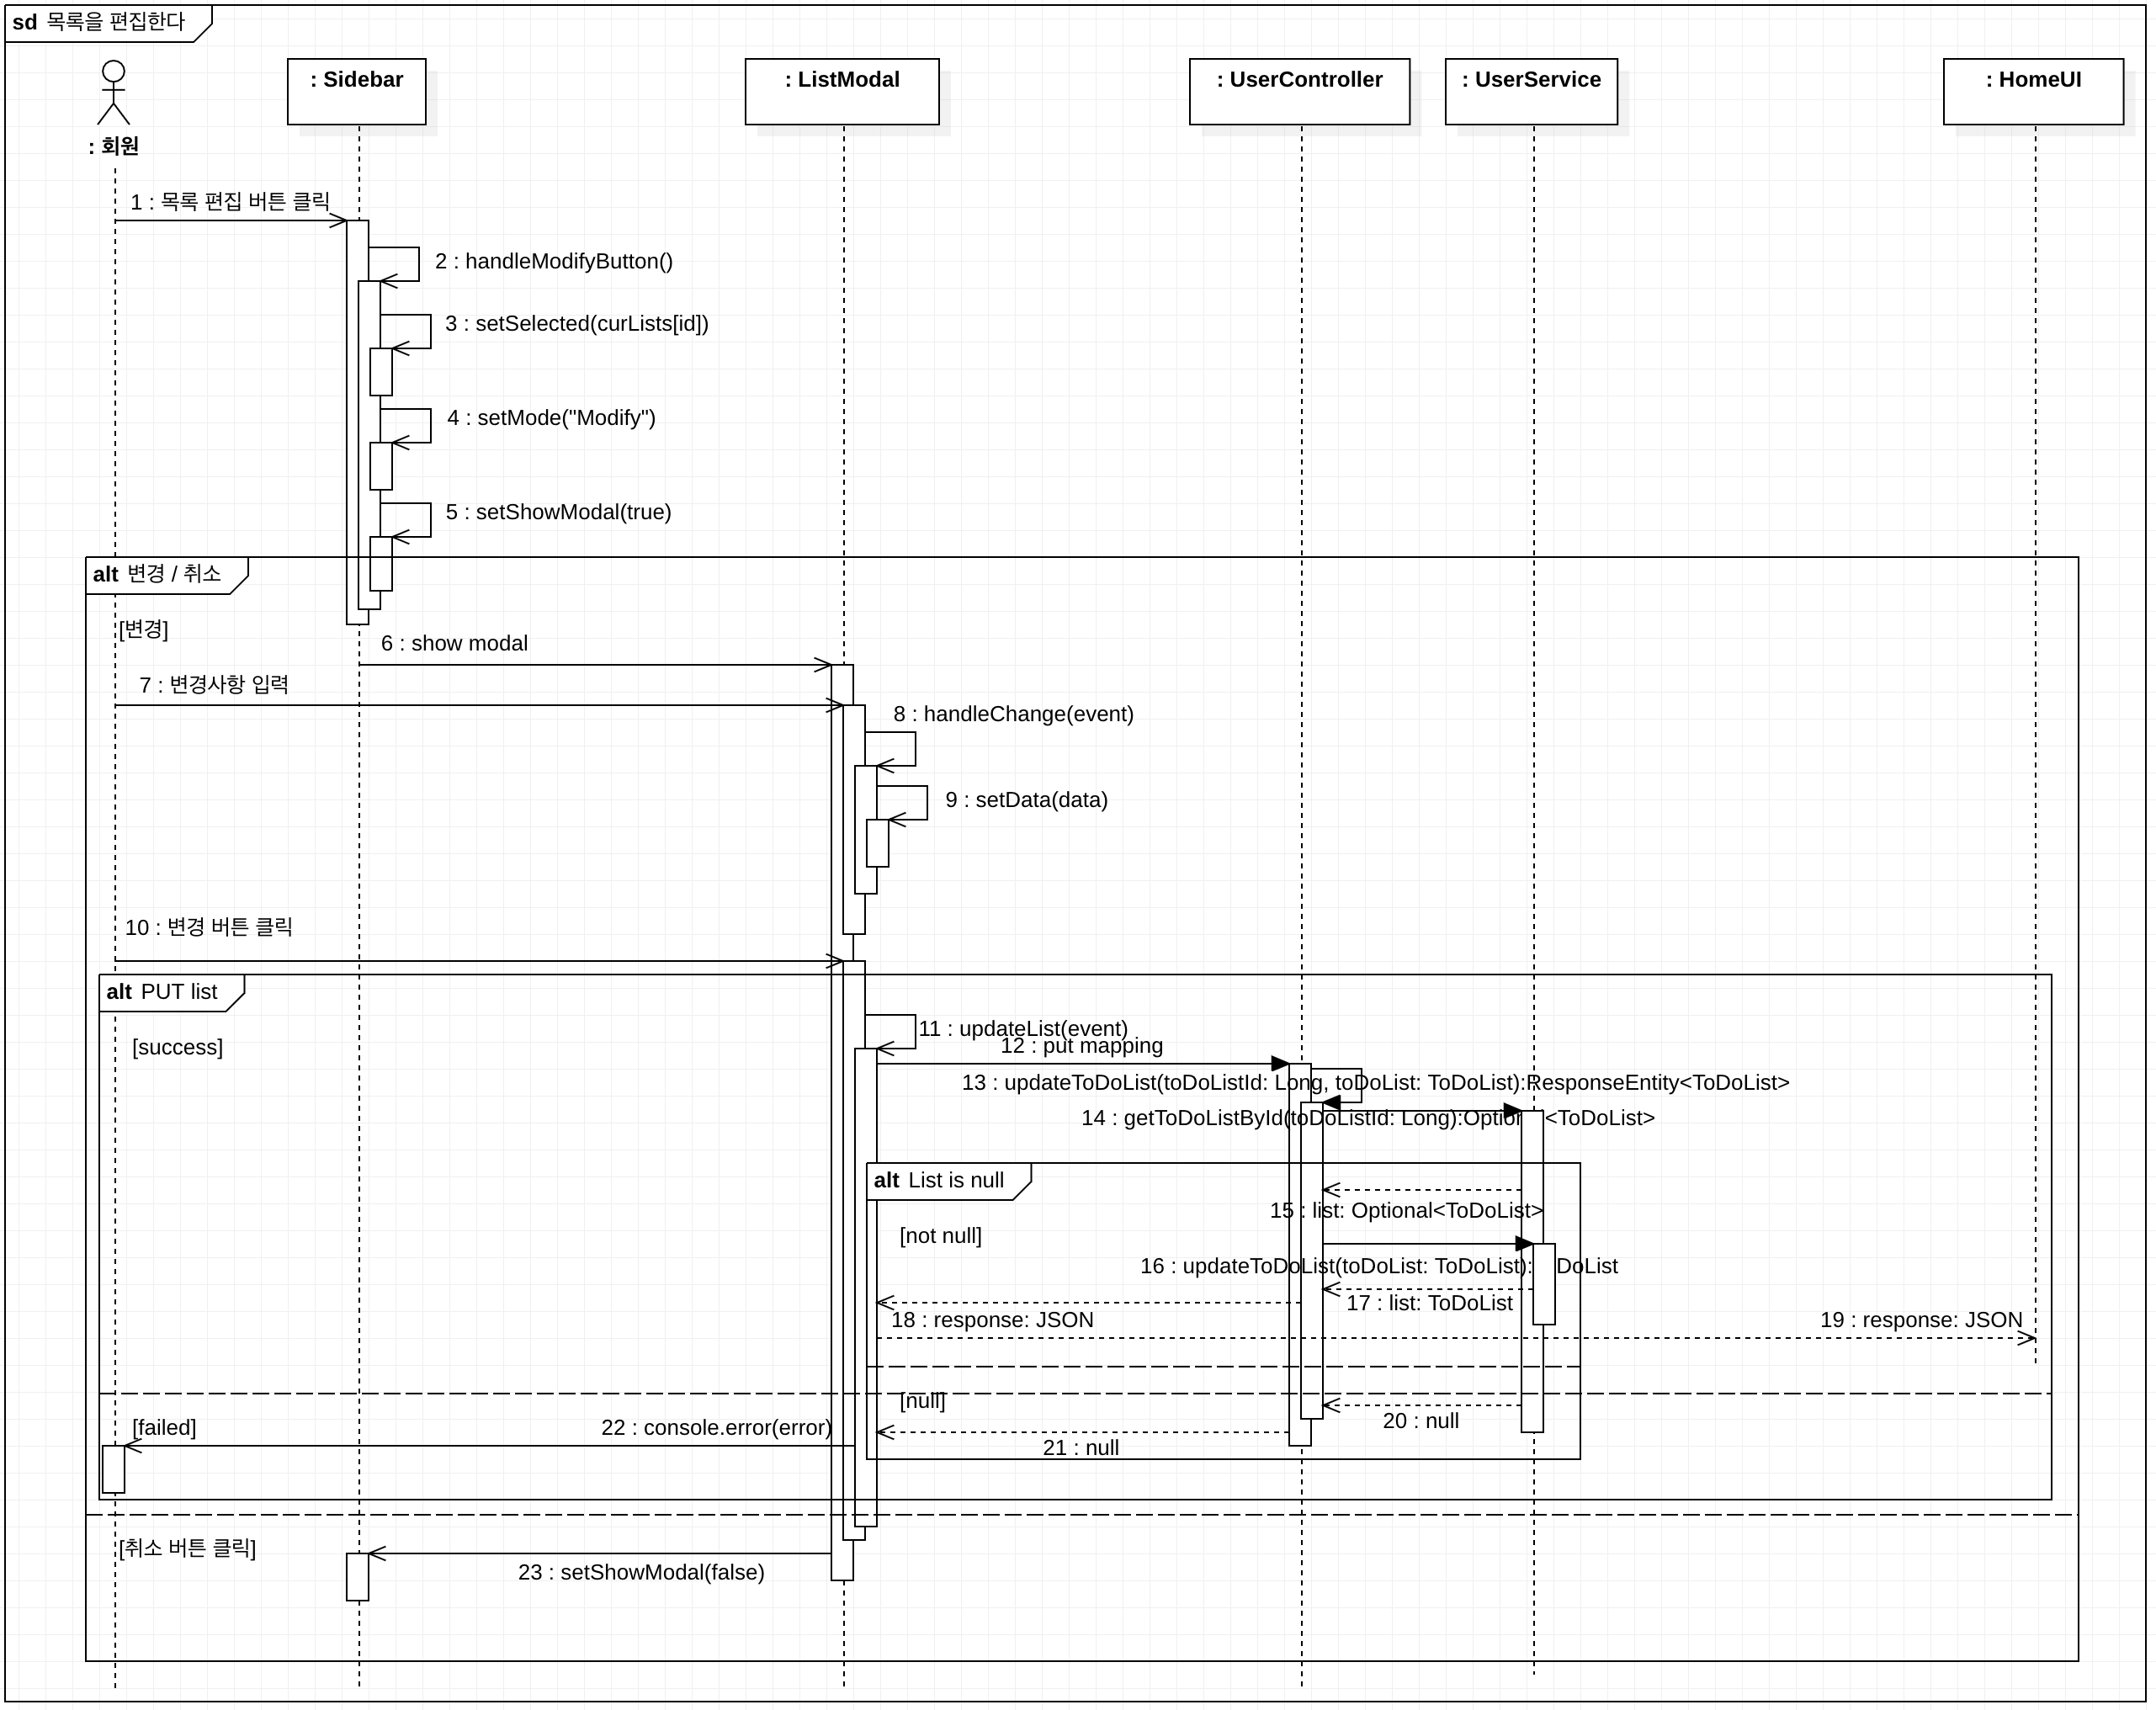 sd 목록을 편집한다
: 회원
: Sidebar
: ListModal
: UserController
: UserService
: HomeUI
1 : 목록 편집 버튼 클릭
2 : handleModifyButton()
3 : setSelected(curLists[id])
4 : setMode("Modify")
5 : setShowModal(true)
alt 변경 / 취소
[변경]
6 : show modal
7 : 변경사항 입력
8 : handleChange(event)
9 : setData(data)
10 : 변경 버튼 클릭
alt PUT list
[success]
11 : updateList(event)
12 : put mapping
13 : updateToDoList(toDoListId: Long, toDoList: ToDoList):ResponseEntity<ToDoList>
14 : getToDoListById(toDoListId: Long):Option <ToDoList>
alt List is null
15 : list: Optional<ToDoList>
[not null]
16 : updateToDoList(toDoList: ToDoList): DoList
17 : list: ToDoList
18 : response: JSON
19 : response: JSON
[null]
20 : null
[failed]
22 : console.error(error)
21 : null
[취소 버튼 클릭]
23 : setShowModal(false)